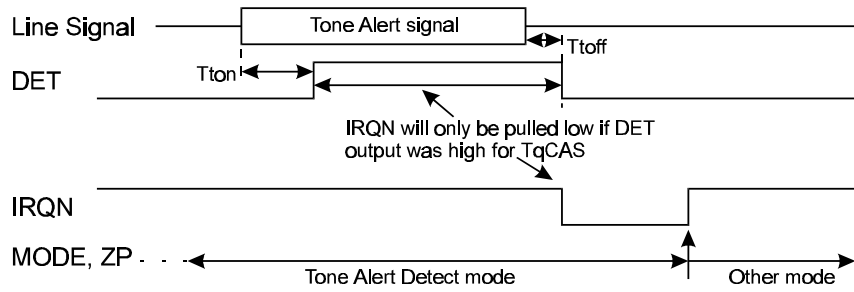 Line Signal
Tone Alert signal
Ttoff
Tton
DET
IRQN will only be pulled low if DET
output was high for TqCAS
IRQN
MODE, ZP
Tone Alert Detect mode
Other mode